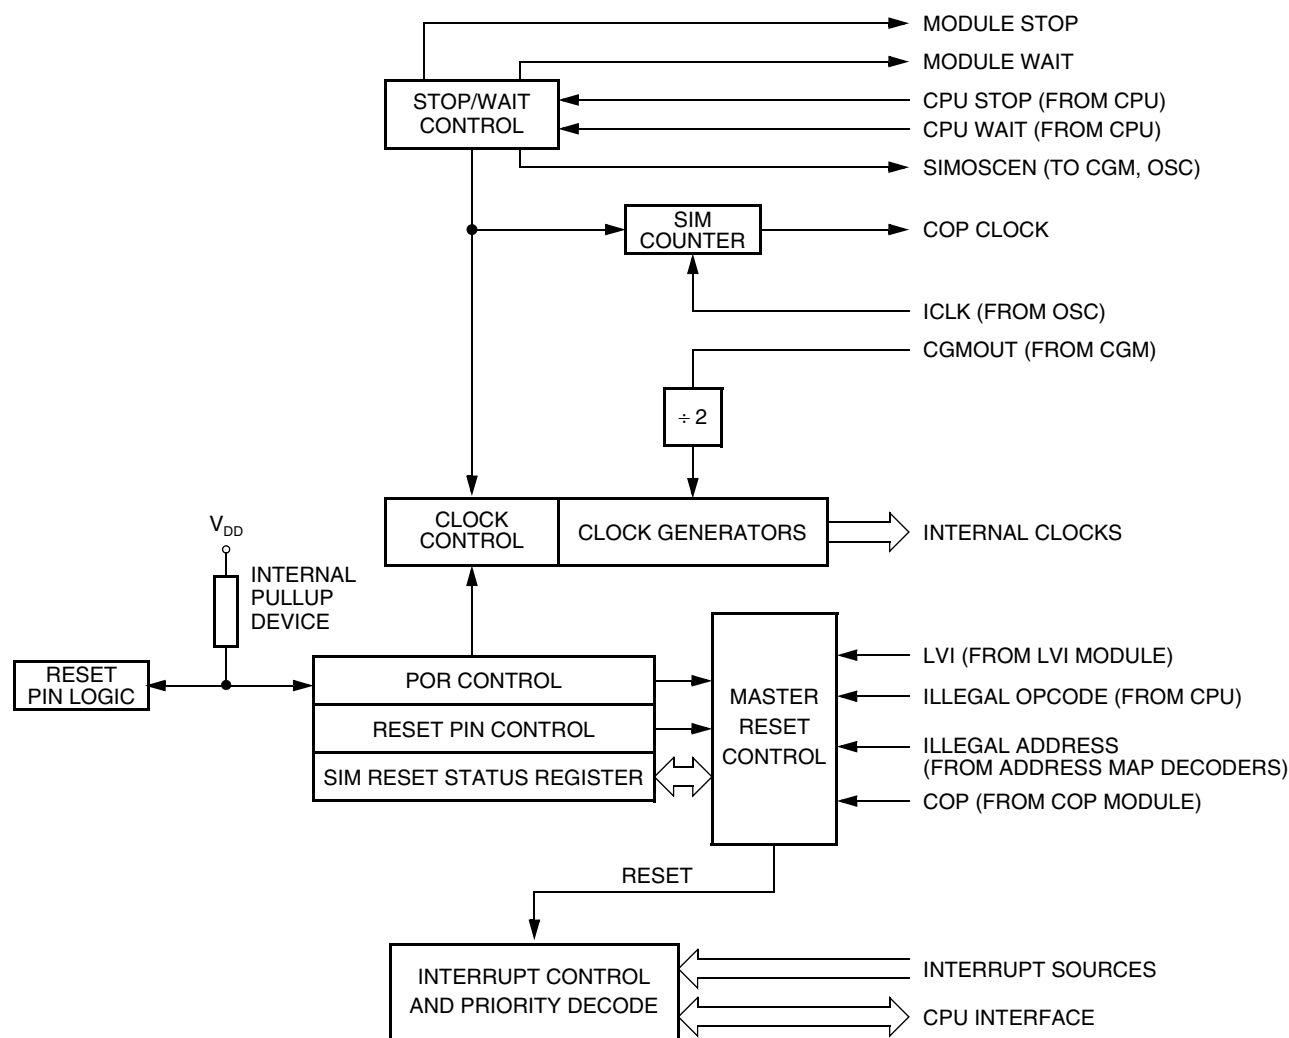 MODULE STOP
MODULE WAIT
STOP/WAIT
CONTROL
CPU STOP (FROM CPU)
CPU WAIT (FROM CPU)
SIMOSCEN (TO CGM, OSC)
SIM
COUNTER
COP CLOCK
ICLK (FROM OSC)
CGMOUT (FROM CGM)
÷ 2
CLOCK
CONTROL
CLOCK GENERATORS
INTERNAL CLOCKS
VDD
INTERNAL
PULLUP
DEVICE
RESET
PIN LOGIC
POR CONTROL
RESET PIN CONTROL
SIM RESET STATUS REGISTER
MASTER
RESET
CONTROL
LVI (FROM LVI MODULE)
ILLEGAL OPCODE (FROM CPU)
ILLEGAL ADDRESS
(FROM ADDRESS MAP DECODERS)
COP (FROM COP MODULE)
RESET
INTERRUPT CONTROL
AND PRIORITY DECODE
INTERRUPT SOURCES
CPU INTERFACE